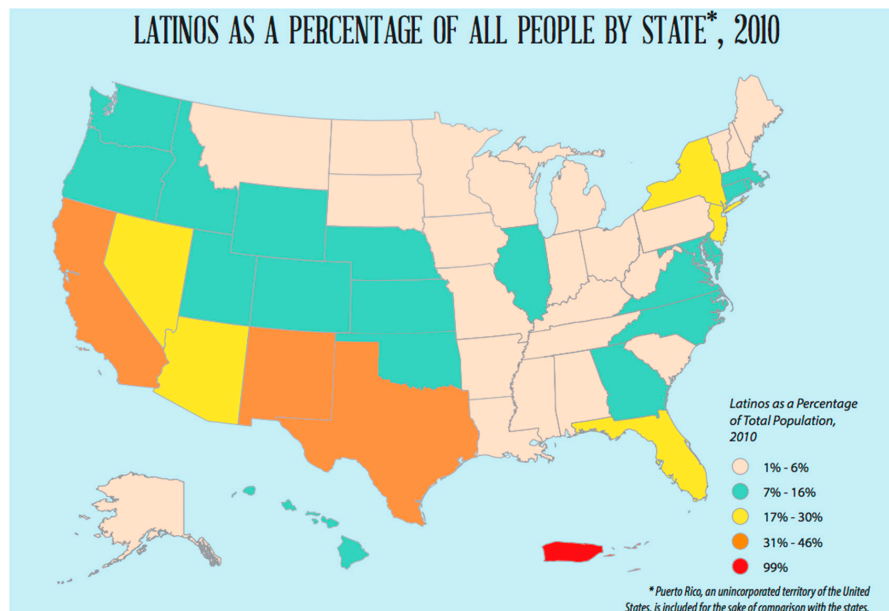 LATINOS AS A PERCENTAGE OF ALL PEOPLE BY STATE*, 2010
Latinos as a Percentage
of Total Population,
2010
1% - 6%
7% - 16%
17% - 30%
31% - 46%
99%
* Puerto Rico, an unincorporated territory of the United
States, is included for the sake of comparison with the states.